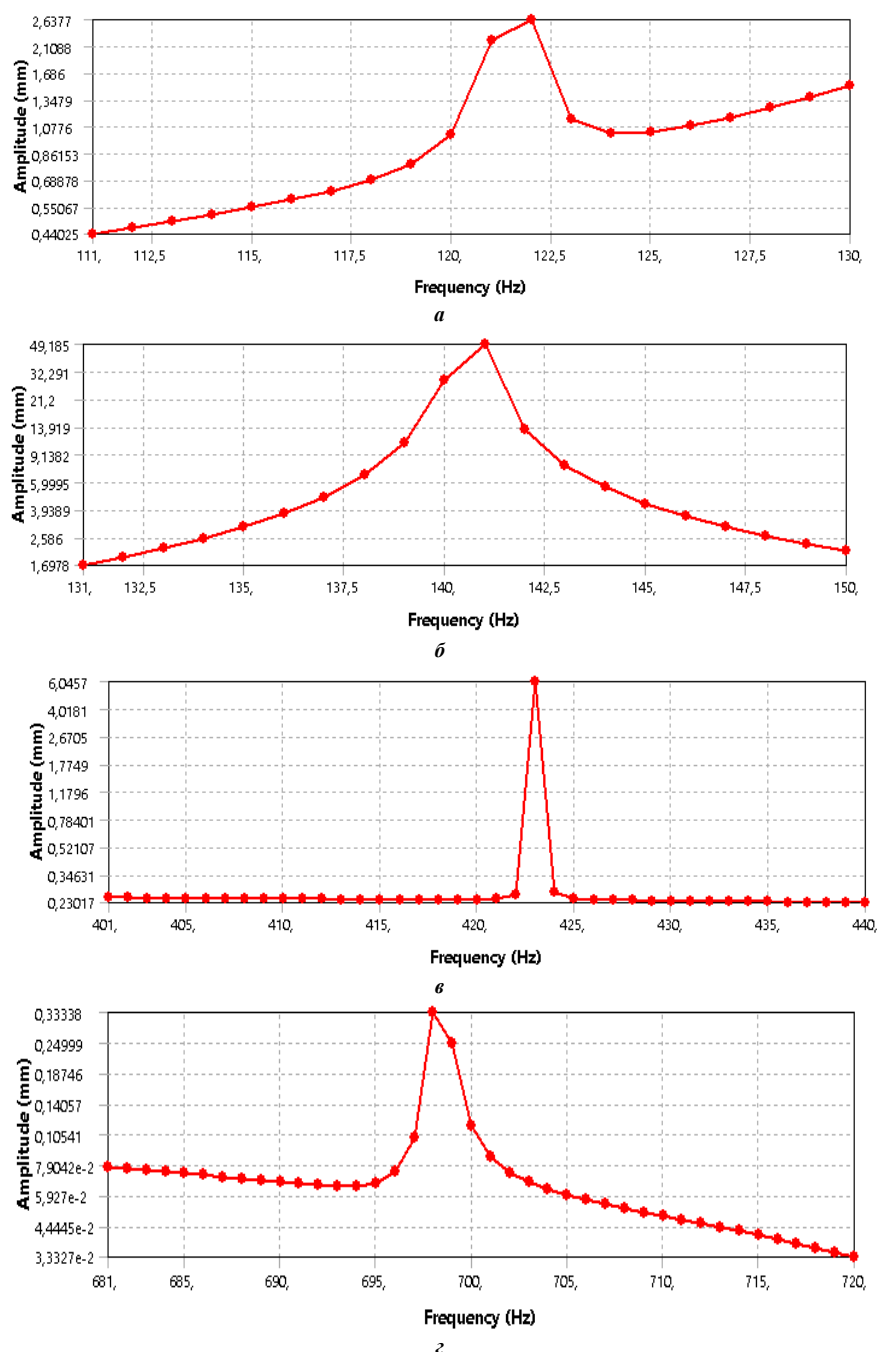 2,6377
2,1088
1,686
1,3479
1,0776
0,86153
0,68878
0,55067
0,44025
Amplitude (mm)
111, 112,5 115, 117,5 120, 122,5 125, 127,5 130,
Frequency (Hz)
а
49,185
32,291
21,2
13,919
9,1382
5,9995
3,9389
2,586
1,6978
Amplitude (mm)
131, 132,5 135, 137,5 140, 142,5 145, 147,5 150,
Frequency (Hz)
б
6,0457
4,0181
2,6705
1,7749
1,1796
0,78401
0,52107
0,34631
0,23017
Amplitude (mm)
401, 405, 410, 415, 420, 425, 430, 435, 440,
Frequency (Hz)
в
0,33338
0,24999
0,18746
0,14057
0,10541
7,9042e-2
5,927e-2
4,4445e-2
3,3327e-2
Amplitude (mm)
681, 685, 690, 695, 700, 705, 710, 715, 720,
Frequency (Hz)
г